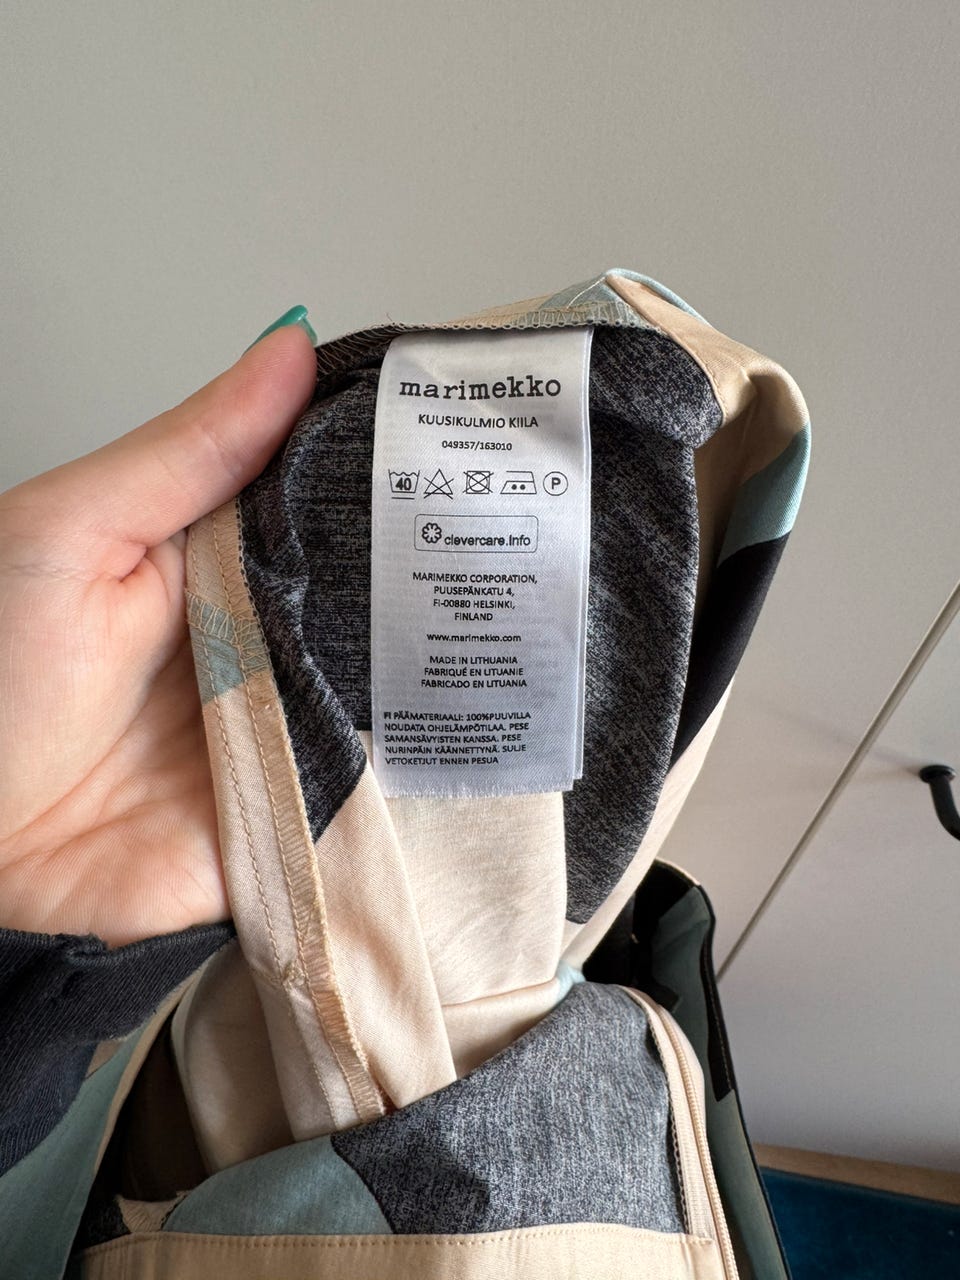 marimekko
KUUSIKULMIO KIILA
049357/163010
40 P
clevercare.info
MARIMEKKO CORPORATION,
PUUSEPÄNKATU 4,
FI-00880 HELSINKI,
FINLAND
www.marimekko.com
MADE IN LITHUANIA
FABRIQUÉ EN LITUANIE
FABRICADO EN LITUANIA
FI PÄÄMATERIAALI: 100%PUUVILLA
NOUDATA OHJELÄMPÖTILAA. PESE
SAMANSÄVYISTEN KANSSA. PESE
NURINPÄIN KÄÄNNETTYNÄ. SULJE
VETOKETJUT ENNEN PESUA